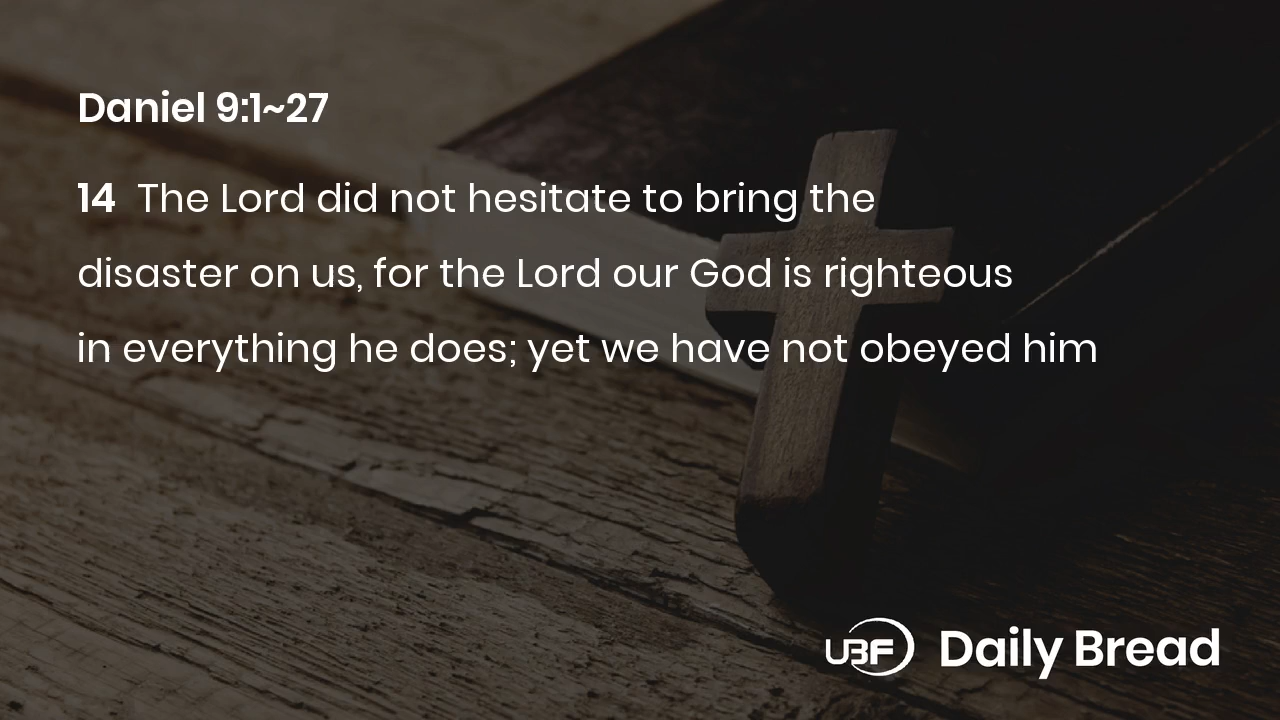 Daniel 9:1~27
14 The Lord did not hesitate to bring the
disaster on us, for the Lord our God is righteous
in everything he does; yet we have not obeyed him
UBF Daily Bread